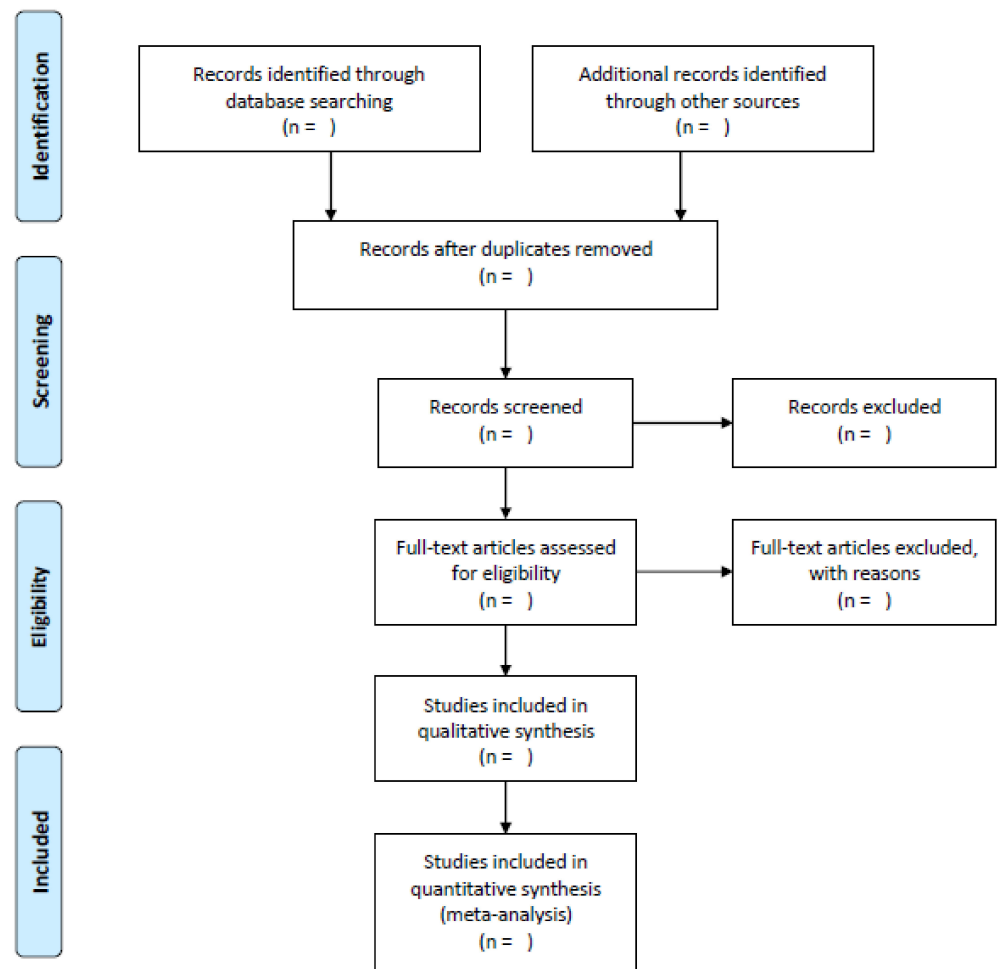 Identification
Records identified through
database searching
(n =   )
Additional records identified
through other sources
(n =   )
Records after duplicates removed
(n =   )
Screening
Records screened
(n =   )
Records excluded
(n =   )
Eligibility
Full-text articles assessed
for eligibility
(n =   )
Full-text articles excluded,
with reasons
(n =   )
Studies included in
qualitative synthesis
(n =   )
Included
Studies included in
quantitative synthesis
(meta-analysis)
(n =   )